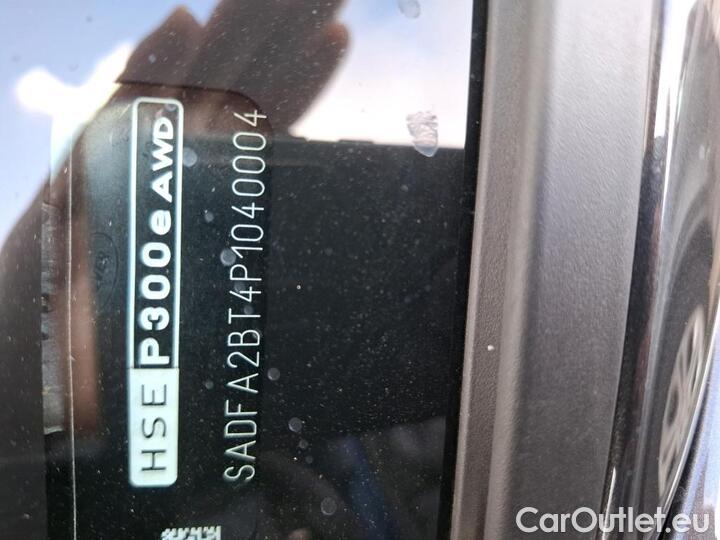 HSE P300e AWD
SADFA2BT4P1040004
CarOutlet.eu